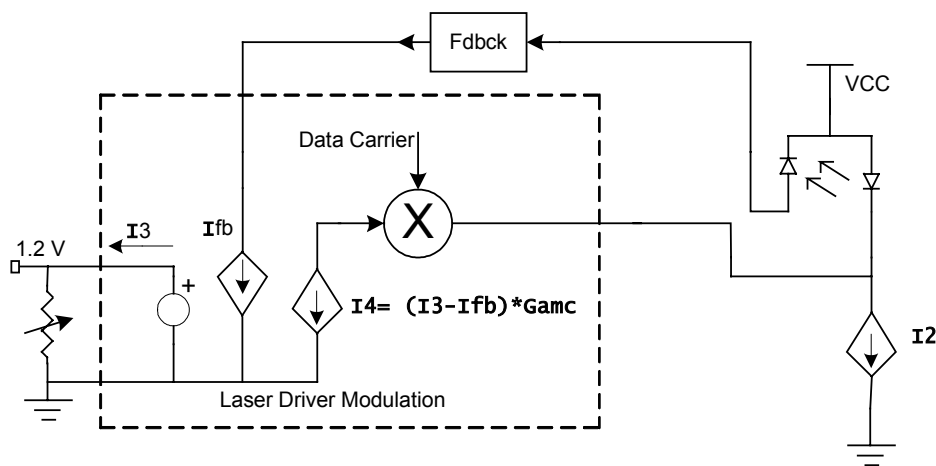 Fdbck
VCC
Data Carrier
X
I3
Ifb
1.2 V
+
I4= (I3-Ifb)*Gamc
I2
Laser Driver Modulation